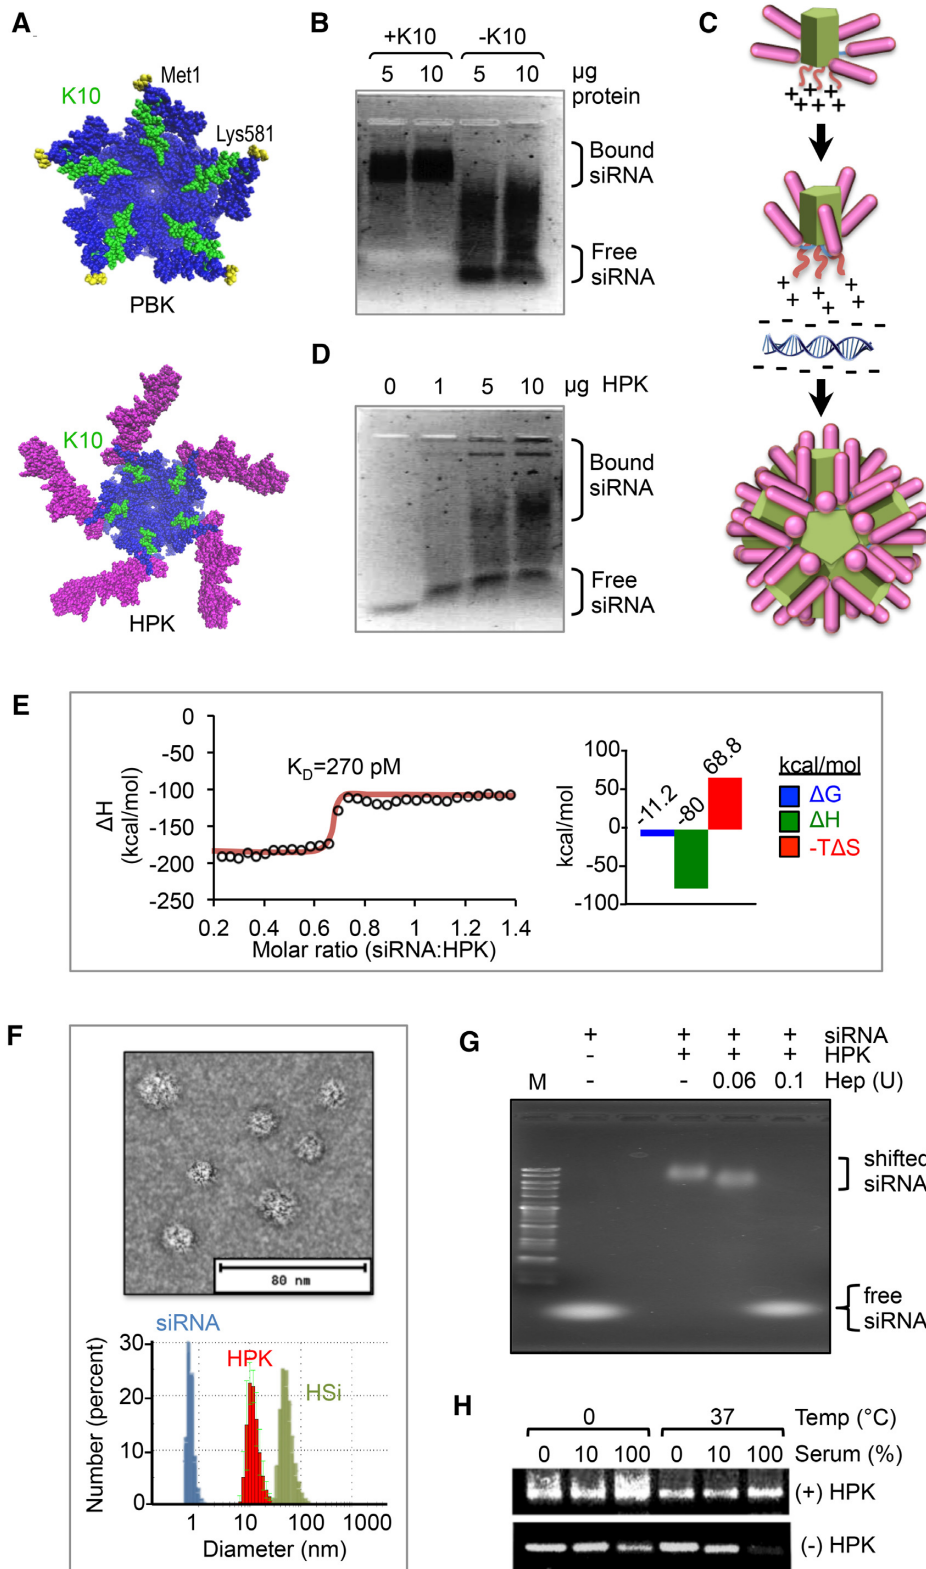 A
Met1
K10
Lys581
PBK
K10
HPK
B
+K10 -K10
5 10 5 10 µg
protein
Bound
siRNA
Free
siRNA
C
+ + +
+ + + +
+ +
+ +
- - - - - -
- - - - -
D
0 1 5 10 µg HPK
Bound
siRNA
Free
siRNA
E
0
-50
-100
-150
-200
-250
ΔH
(kcal/mol)
K_D=270 pM
0.2 0.4 0.6 0.8 1 1.2 1.4
Molar ratio (siRNA:HPK)
100
50
0
-50
-100
kcal/mol
-11.2
-80
68.8
kcal/mol
ΔG
ΔH
-TΔS
F
80 nm
siRNA
HPK
HSi
30
20
10
0
Number (percent)
1 10 100 1000
Diameter (nm)
G
+ + + + siRNA
- + + + HPK
M - - 0.06 0.1 Hep (U)
shifted
siRNA
free
siRNA
H
0 37 Temp (°C)
0 10 100 0 10 100 Serum (%)
(+) HPK
(-) HPK